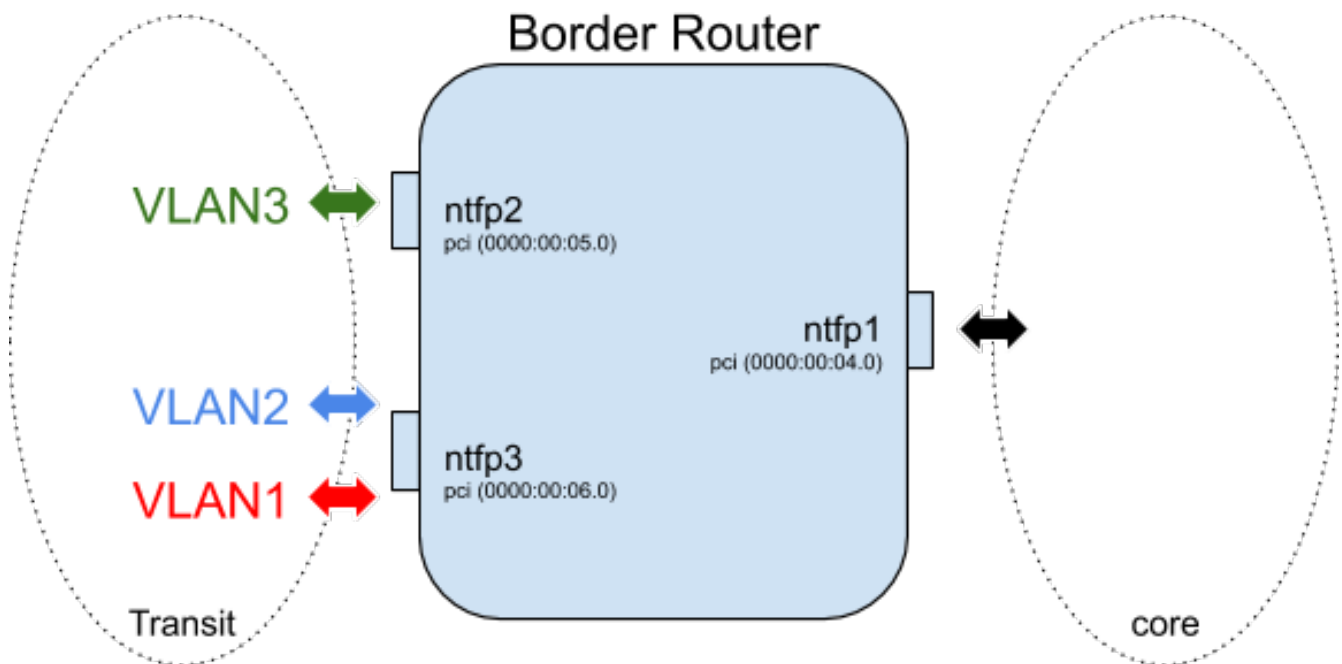 Border Router
VLAN3
ntfp2
pci (0000:00:05.0)
ntfp1
pci (0000:00:04.0)
VLAN2
ntfp3
pci (0000:00:06.0)
VLAN1
Transit
core